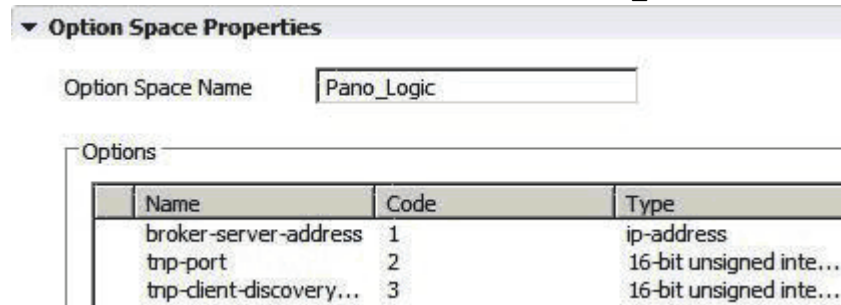 Option Space Properties
Option Space Name Pano_Logic
Options
Name Code Type
broker-server-address 1 ip-address
tnp-port 2 16-bit unsigned inte...
tnp-client-discovery... 3 16-bit unsigned inte...